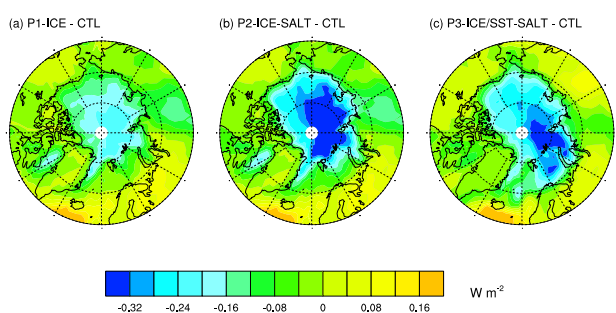 (a) P1-ICE - CTL
(b) P2-ICE-SALT - CTL
(c) P3-ICE/SST-SALT - CTL
-0.32 -0.24 -0.16 -0.08 0 0.08 0.16
W m-2